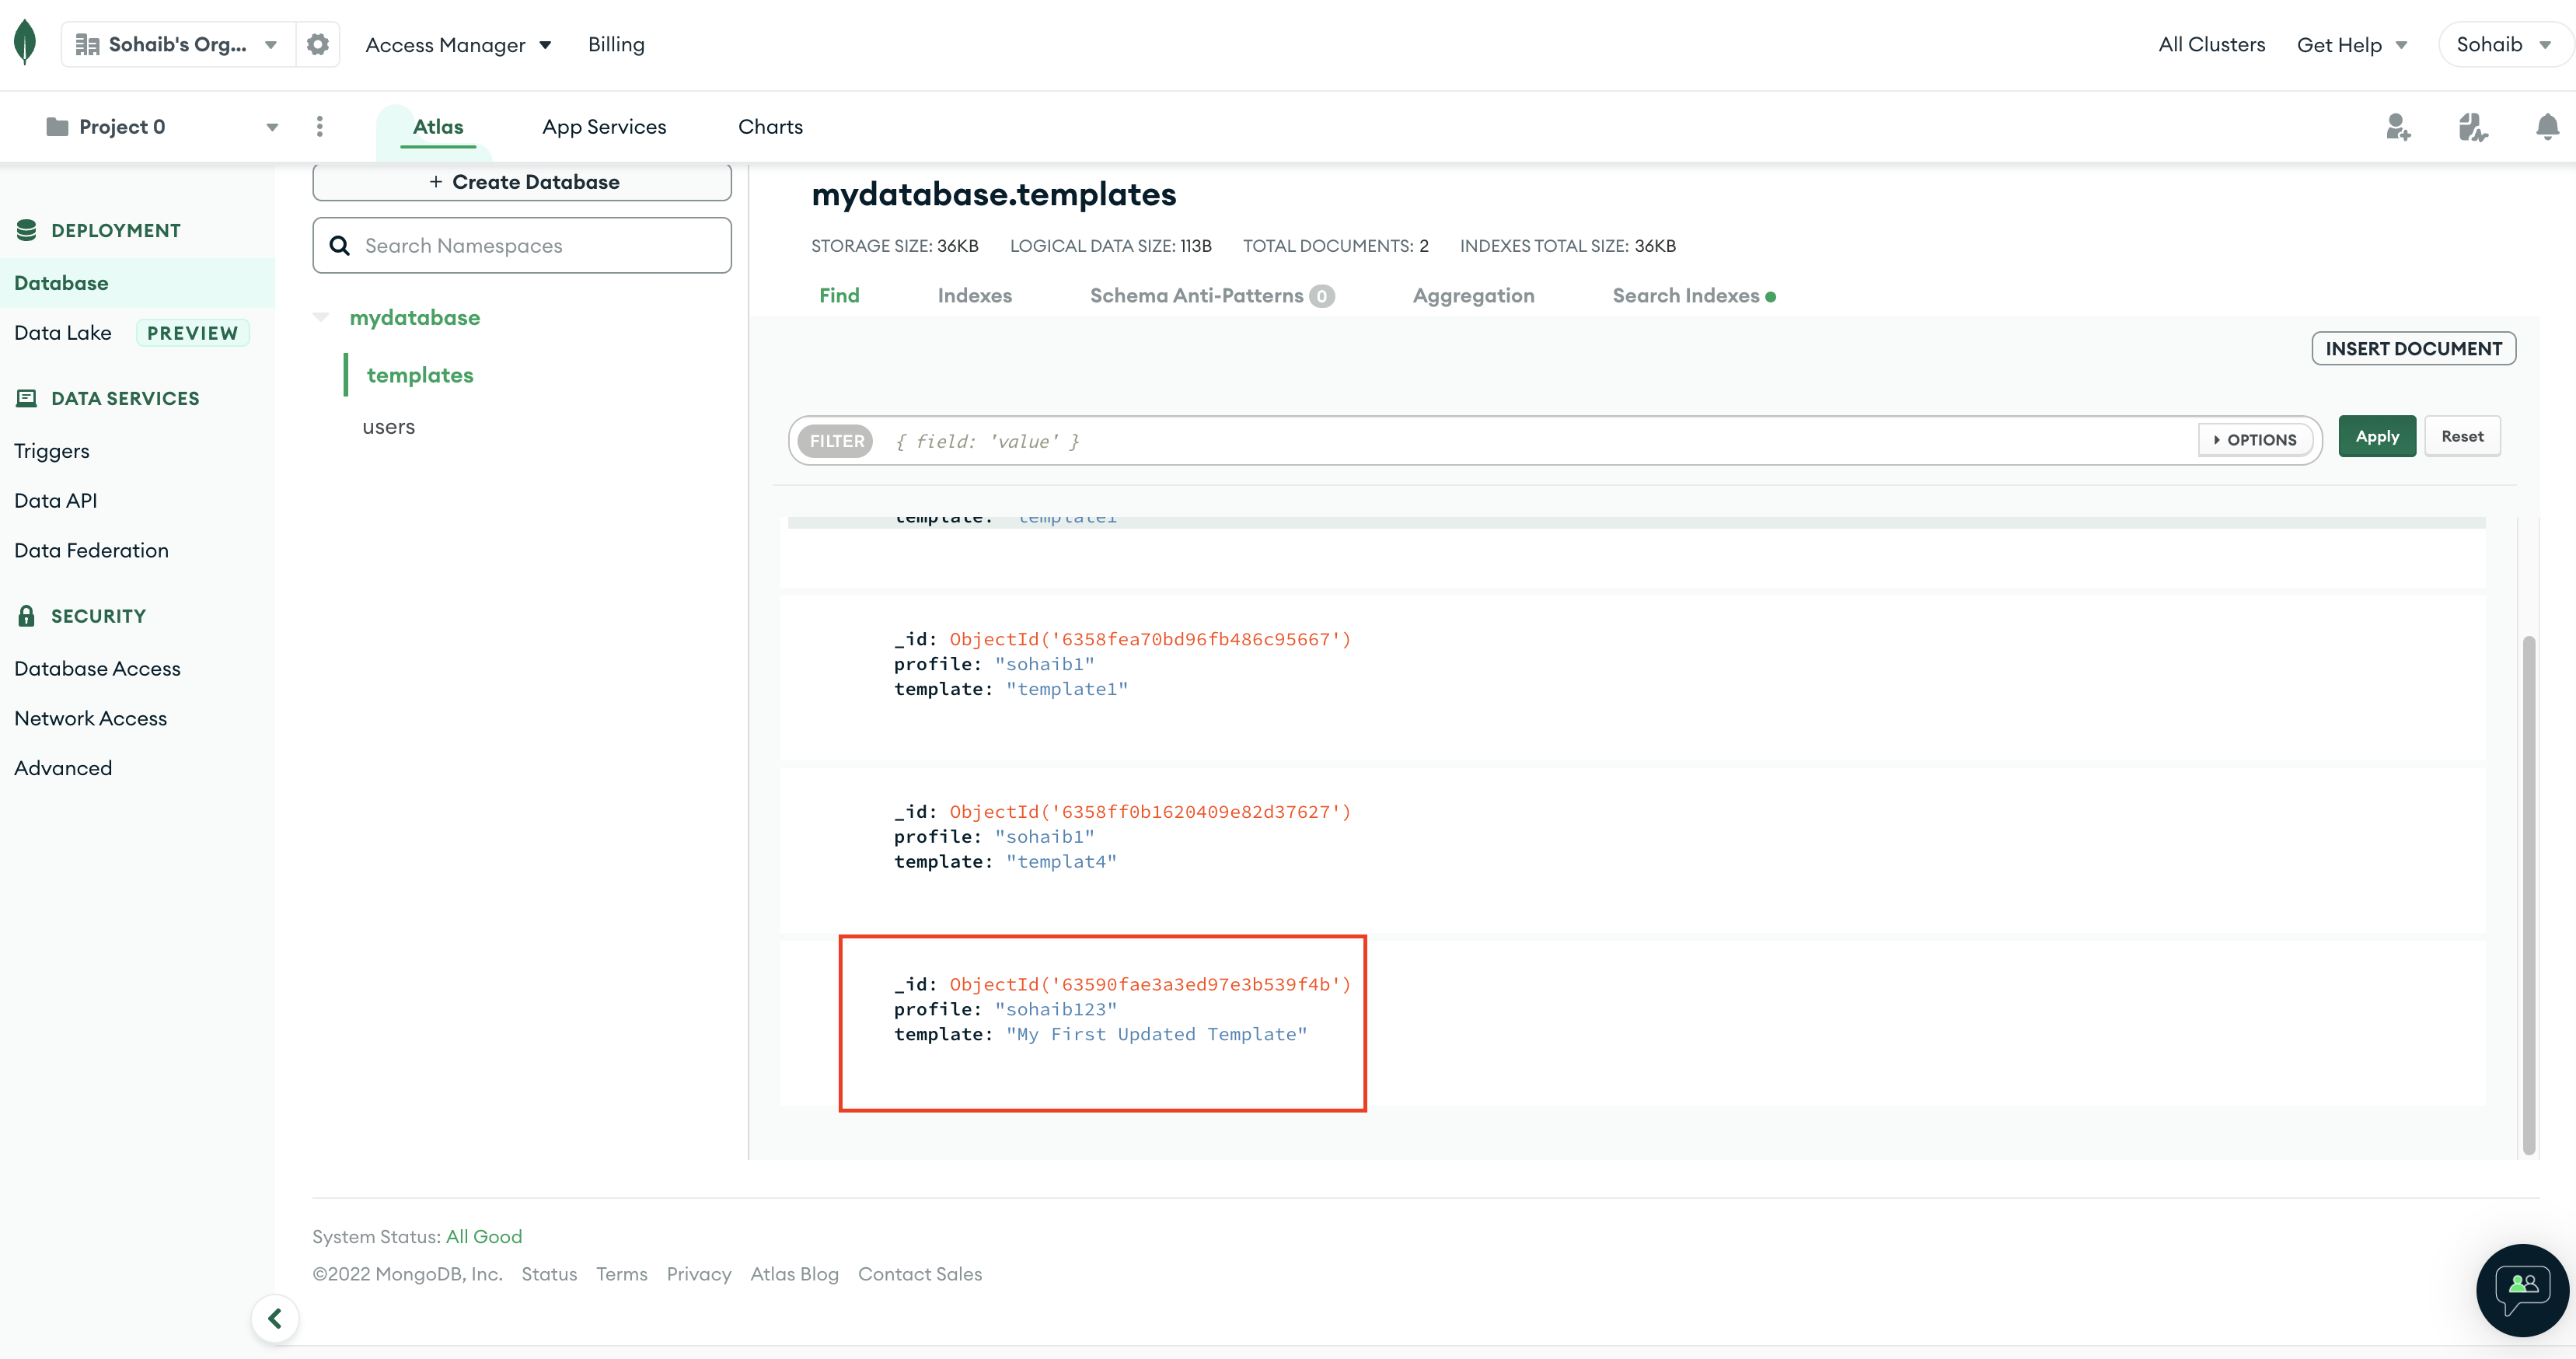 Sohaib's Org...
Access Manager
Billing
All Clusters
Get Help
Sohaib
Project 0
Atlas
App Services
Charts
+ Create Database
Search Namespaces
mydatabase
templates
users
DEPLOYMENT
Database
Data Lake PREVIEW
DATA SERVICES
Triggers
Data API
Data Federation
SECURITY
Database Access
Network Access
Advanced
mydatabase.templates
STORAGE SIZE: 36KB LOGICAL DATA SIZE: 113B TOTAL DOCUMENTS: 2 INDEXES TOTAL SIZE: 36KB
Find Indexes Schema Anti-Patterns 0 Aggregation Search Indexes
INSERT DOCUMENT
FILTER { field: 'value' } OPTIONS Apply Reset
template: "template1"
_id: ObjectId('6358fea70bd96fb486c95667')
profile: "sohaib1"
template: "template1"
_id: ObjectId('6358ff0b1620409e82d37627')
profile: "sohaib1"
template: "templat4"
_id: ObjectId('63590fae3a3ed97e3b539f4b')
profile: "sohaib123"
template: "My First Updated Template"
System Status: All Good
©2022 MongoDB, Inc. Status Terms Privacy Atlas Blog Contact Sales